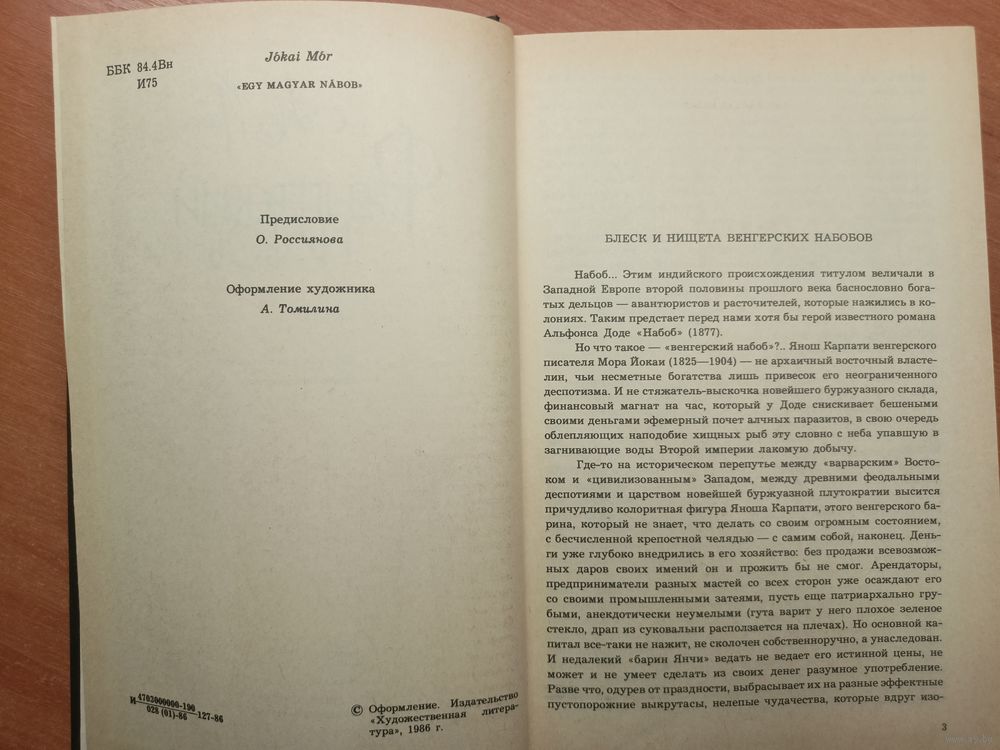 ББК 84.4Вн
И75
Jókai Mór
«EGY MAGYAR NÁBOB»
Предисловие
О. Россиянова
Оформление художника
А. Томилина
И 4702000000-190
028 (01)-86
127-86
© Оформление. Издательство
«Художественная литера-
тура», 1986 г.
БЛЕСК И НИЩЕТА ВЕНГЕРСКИХ НАБОБОВ
Набоб... Этим индийского происхождения титулом величали в
Западной Европе второй половины прошлого века баснословно бога-
тых дельцов — авантюристов и расточителей, которые нажились в ко-
лониях. Таким предстает перед нами хотя бы герой известного романа
Альфонса Доде «Набоб» (1877).
Но что такое — «венгерский набоб»?.. Янош Карпати венгерского
писателя Мора Йокаи (1825—1904) — не архаичный восточный власте-
лин, чьи несметные богатства лишь привесок его неограниченного
деспотизма. И не стяжатель-выскочка новейшего буржуазного склада,
финансовый магнат на час, который у Доде снискивает бешеными
своими деньгами эфемерный почет алчных паразитов, в свою очередь
облепляющих наподобие хищных рыб эту словно с неба упавшую в
загнивающие воды Второй империи лакомую добычу.
Где-то на историческом перепутье между «варварским» Восто-
ком и «цивилизованным» Западом, между древними феодальными
деспотиями и царством новейшей буржуазной плутократии высится
причудливо колоритная фигура Яноша Карпати, этого венгерского ба-
рина, который не знает, что делать со своим огромным состоянием,
с бесчисленной крепостной челядью — с самим собой, наконец. День-
ги уже глубоко внедрились в его хозяйство: без продажи всевозмож-
ных даров своих имений он и прожить бы не смог. Арендаторы,
предприниматели разных мастей со всех сторон уже осаждают его
со своими промышленными затеями, пусть еще патриархально гру-
быми, анекдотически неумелыми (гута варит у него плохое зеленое
стекло, драп из суковальни расползается на плечах). Но основной ка-
питал все-таки не нажит, не сколочен собственноручно, а унаследован.
И недалекий «барин Янчи» ведать не ведает его истинной цены, не
может и не умеет сделать из своих денег разумное употребление.
Разве что, одурев от праздности, выбрасывает их на разные эффектные
пустопорожние выкрутасы, нелепые чудачества, которые вдруг изо-
3